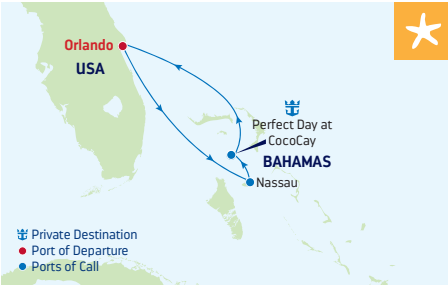 Orlando
USA
Perfect Day at
CocoCay
BAHAMAS
Nassau
Private Destination
Port of Departure
Ports of Call